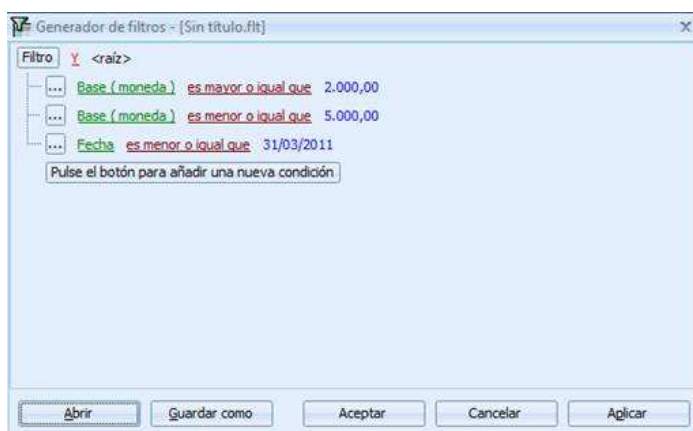 Generador de filtros - [Sin título.flt] x
Filtro Y <raíz>
... Base ( moneda ) es mayor o igual que 2.000,00
... Base ( moneda ) es menor o igual que 5.000,00
... Fecha es menor o igual que 31/03/2011
Pulse el botón para añadir una nueva condición
Abrir Guardar como Aceptar Cancelar Aplicar